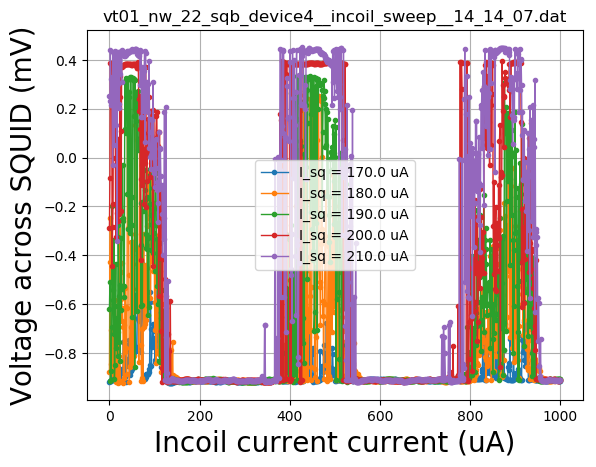 vt01_nw_22_sqb_device4__incoil_sweep__14_14_07.dat
Voltage across SQUID (mV)
0.4
0.2
0.0
−0.2
−0.4
−0.6
−0.8
I_sq = 170.0 uA
I_sq = 180.0 uA
I_sq = 190.0 uA
I_sq = 200.0 uA
I_sq = 210.0 uA
0 200 400 600 800 1000
Incoil current current (uA)